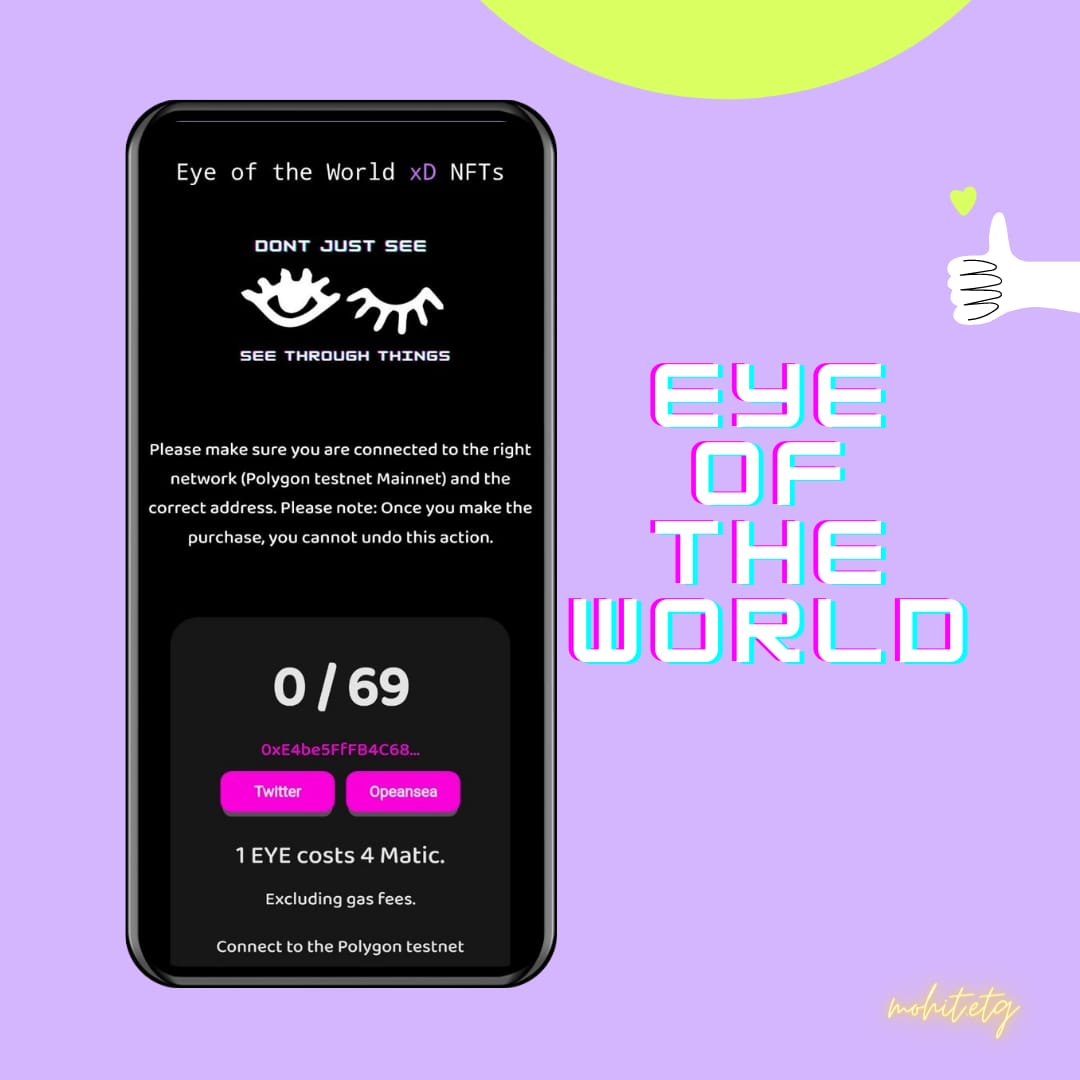 Eye of the World xD NFTs
DONT JUST SEE
SEE THROUGH THINGS
Please make sure you are connected to the right
network (Polygon testnet Mainnet) and the
correct address. Please note: Once you make the
purchase, you cannot undo this action.
0 / 69
0xE4be5FfFB4C68...
Twitter
Opeansea
1 EYE costs 4 Matic.
Excluding gas fees.
Connect to the Polygon testnet
EYE
OF
THE
WORLD
mohit.etg